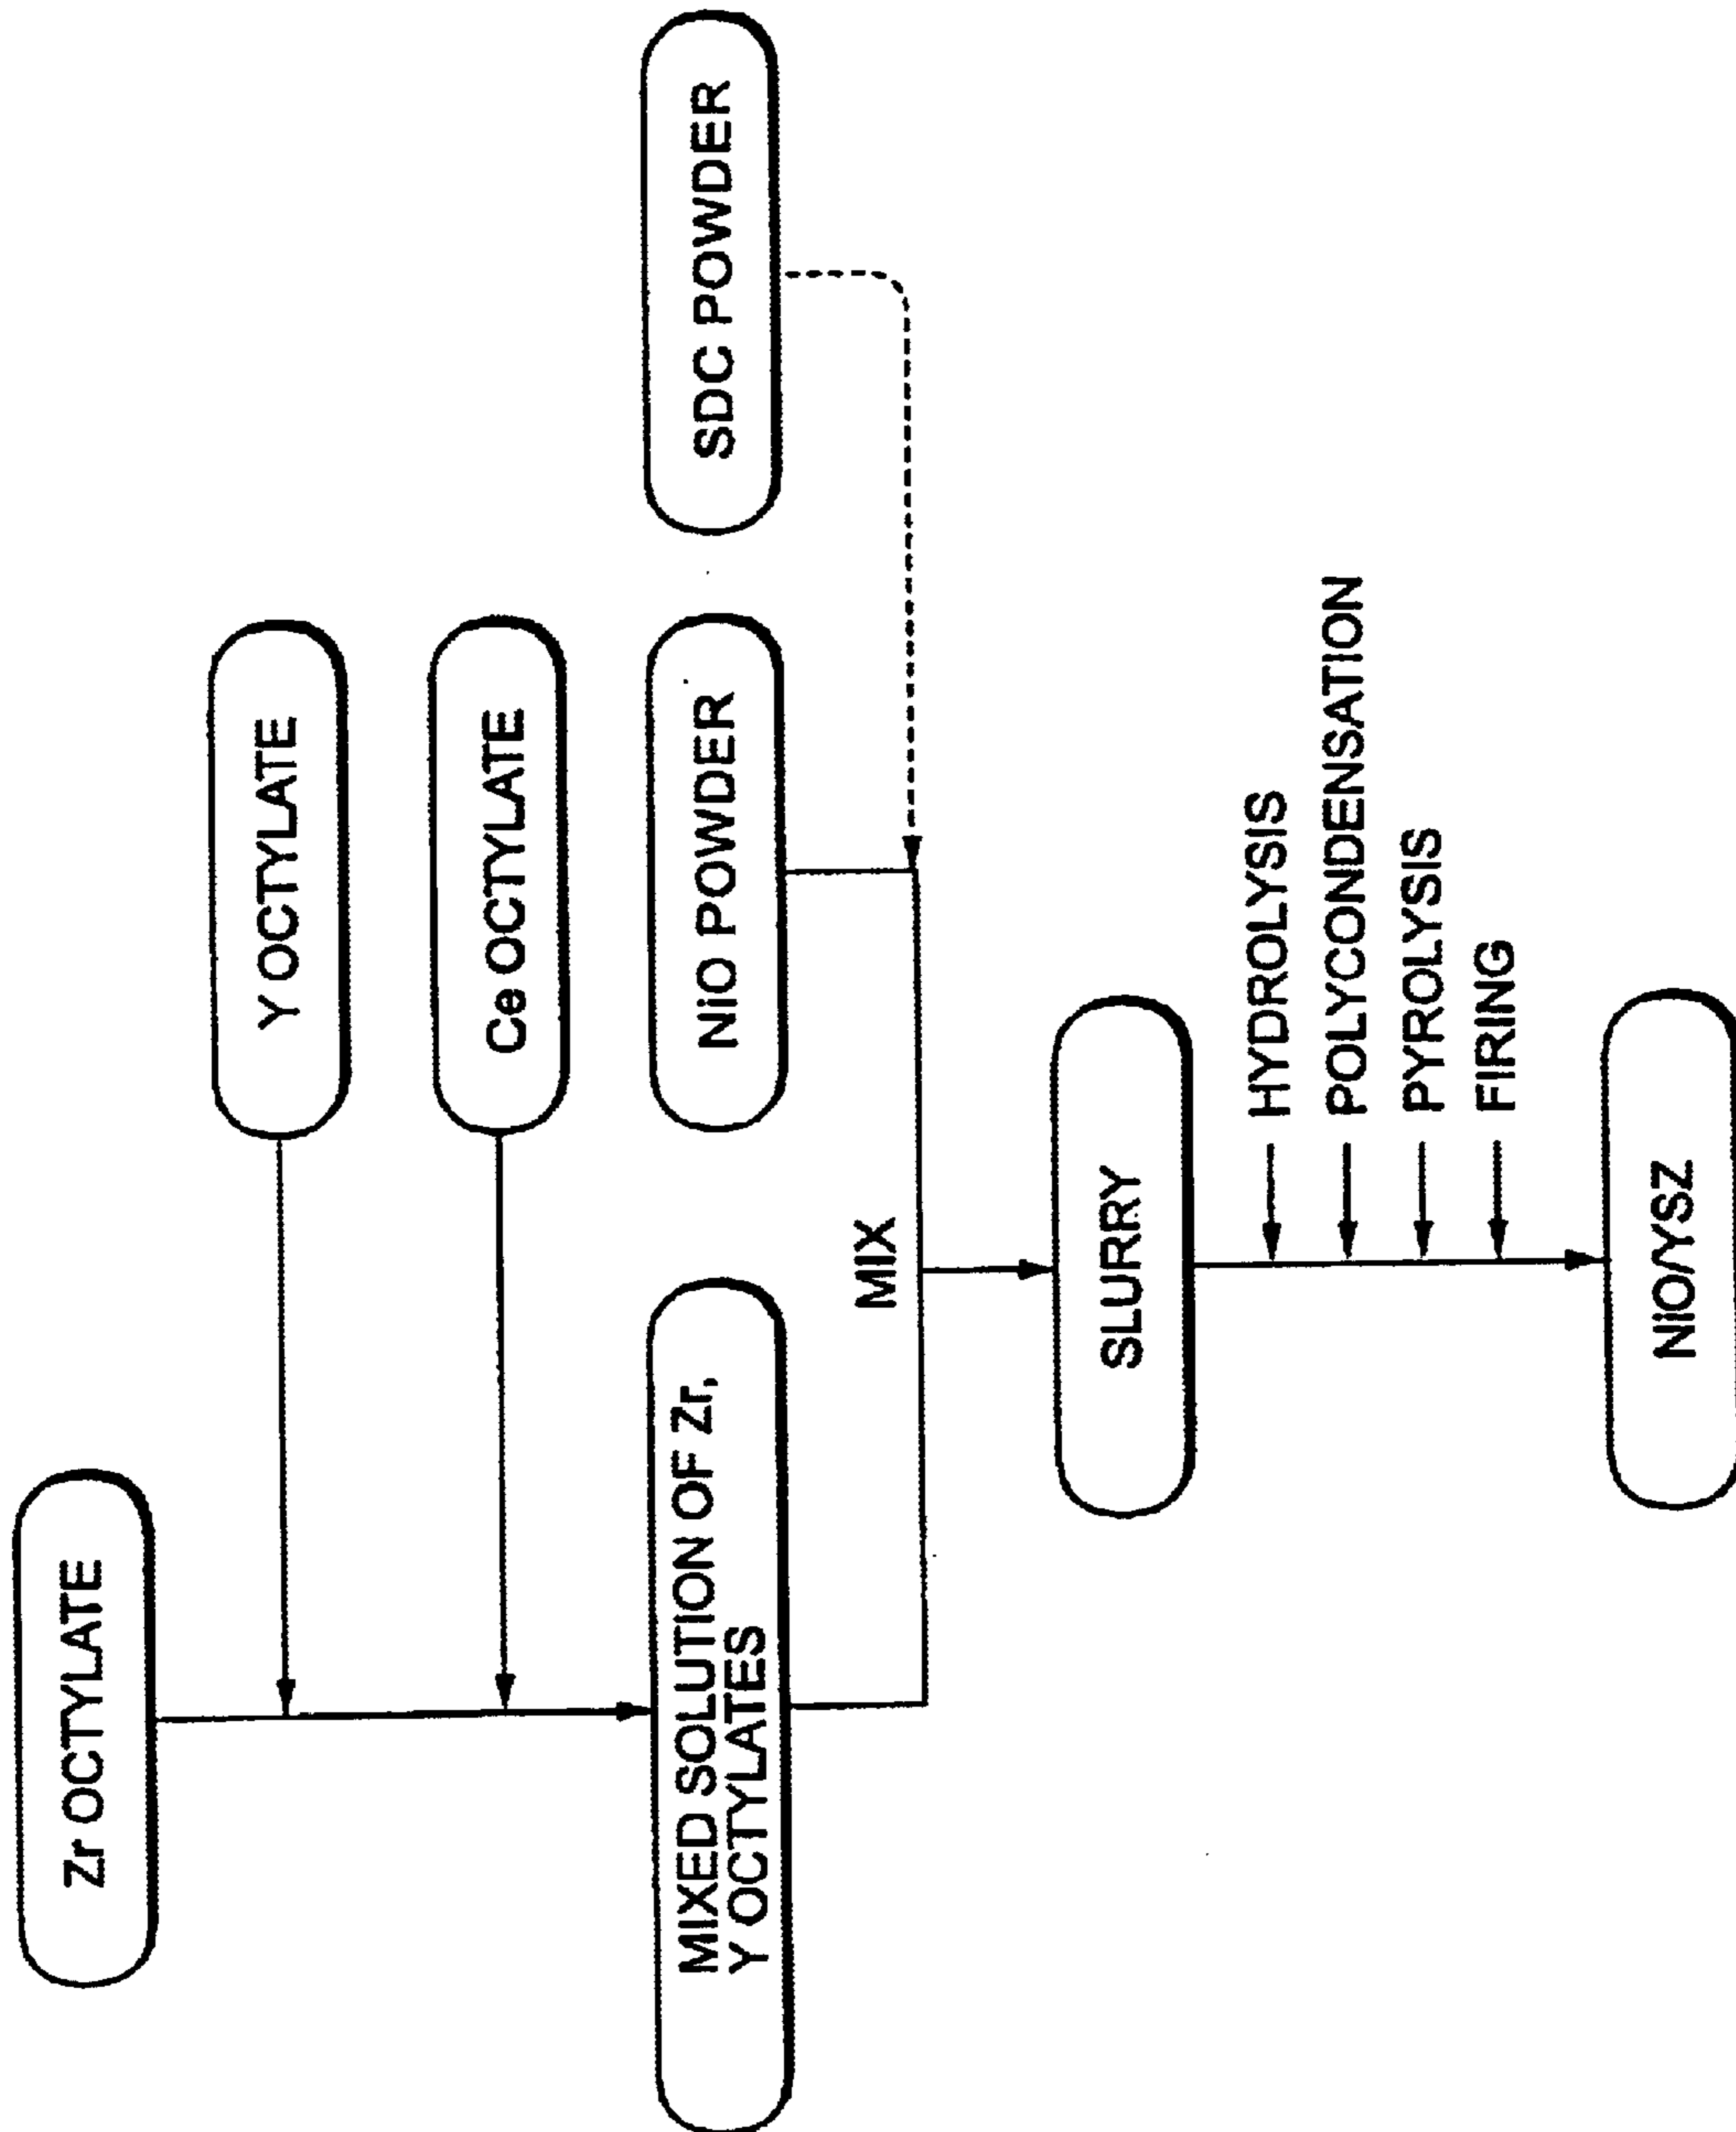 Zr OCTYLATE
Y OCTYLATE
Ce OCTYLATE
MIXED SOLUTION OF Zr,
Y OCTYLATES
NiO POWDER
SDC POWDER
MIX
SLURRY
HYDROLYSIS
POLYCONDENSATION
PYROLYSIS
FIRING
NiO/YSZ